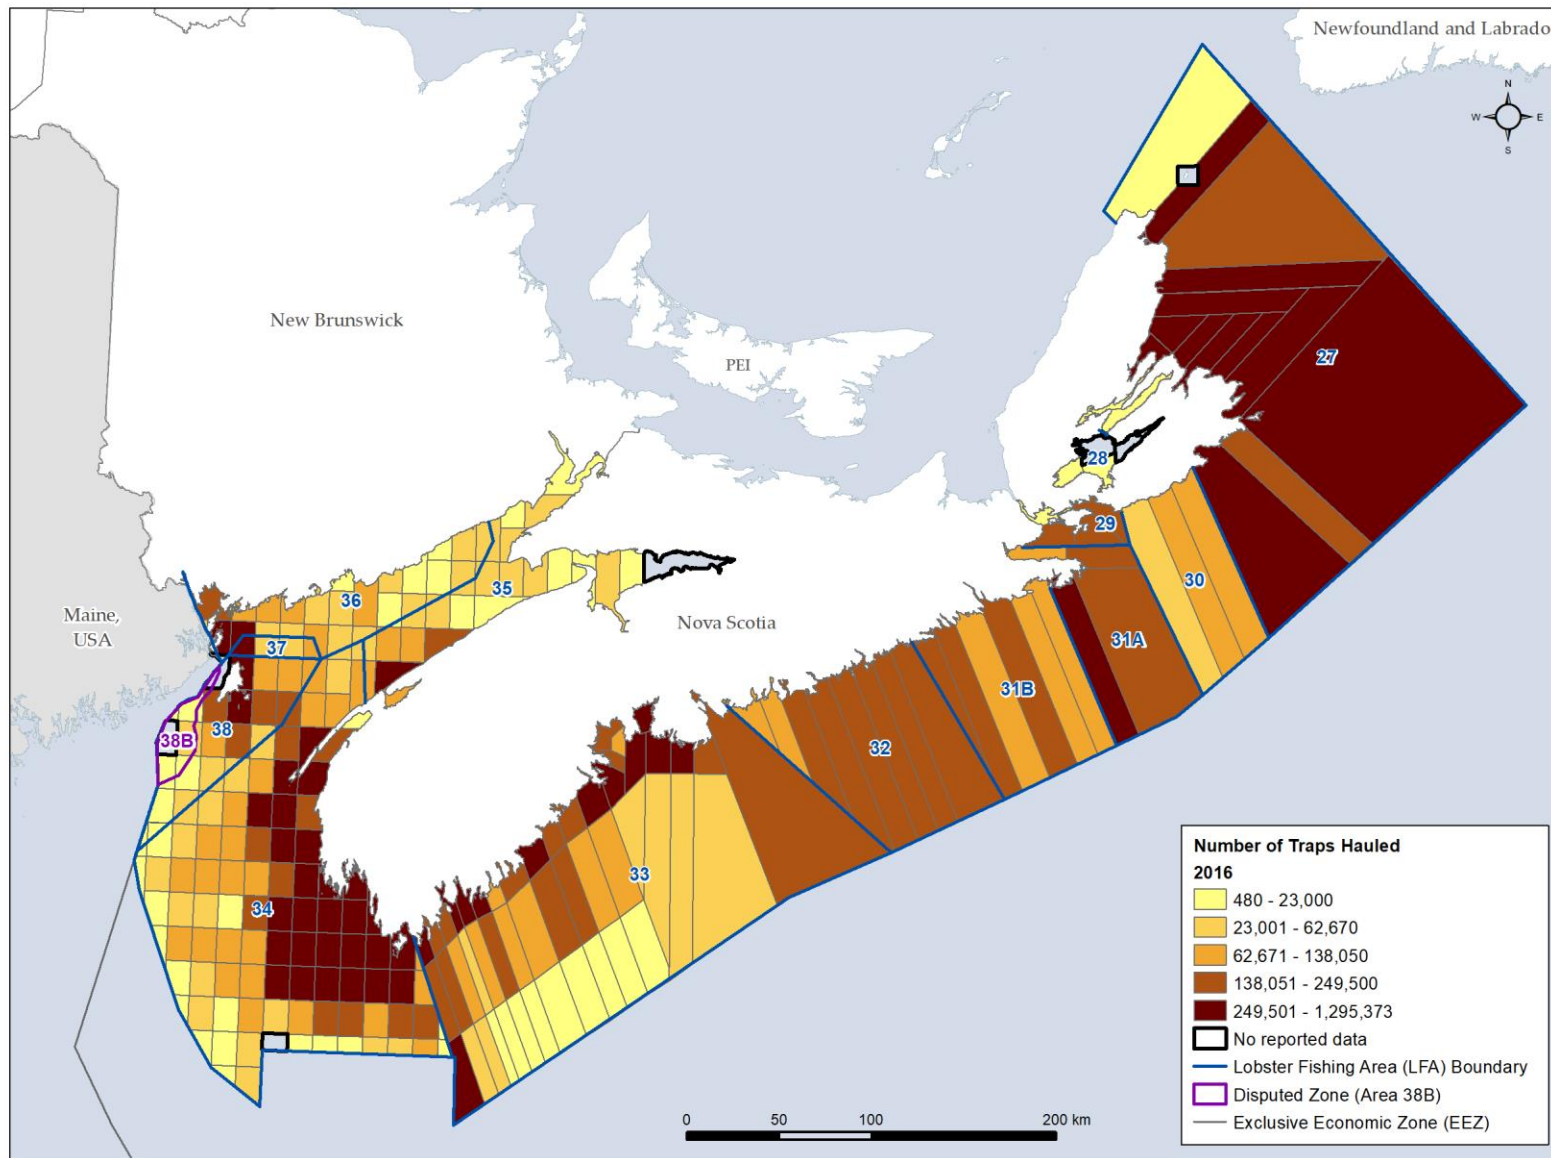 Newfoundland and Labrado
N
W E
S
New Brunswick
PEI
27
28
29
30
Maine,
USA
36
35
37
Nova Scotia
31A
31B
38
38B
32
33
34
Number of Traps Hauled
2016
480 - 23,000
23,001 - 62,670
62,671 - 138,050
138,051 - 249,500
249,501 - 1,295,373
No reported data
Lobster Fishing Area (LFA) Boundary
Disputed Zone (Area 38B)
Exclusive Economic Zone (EEZ)
0 50 100 200 km